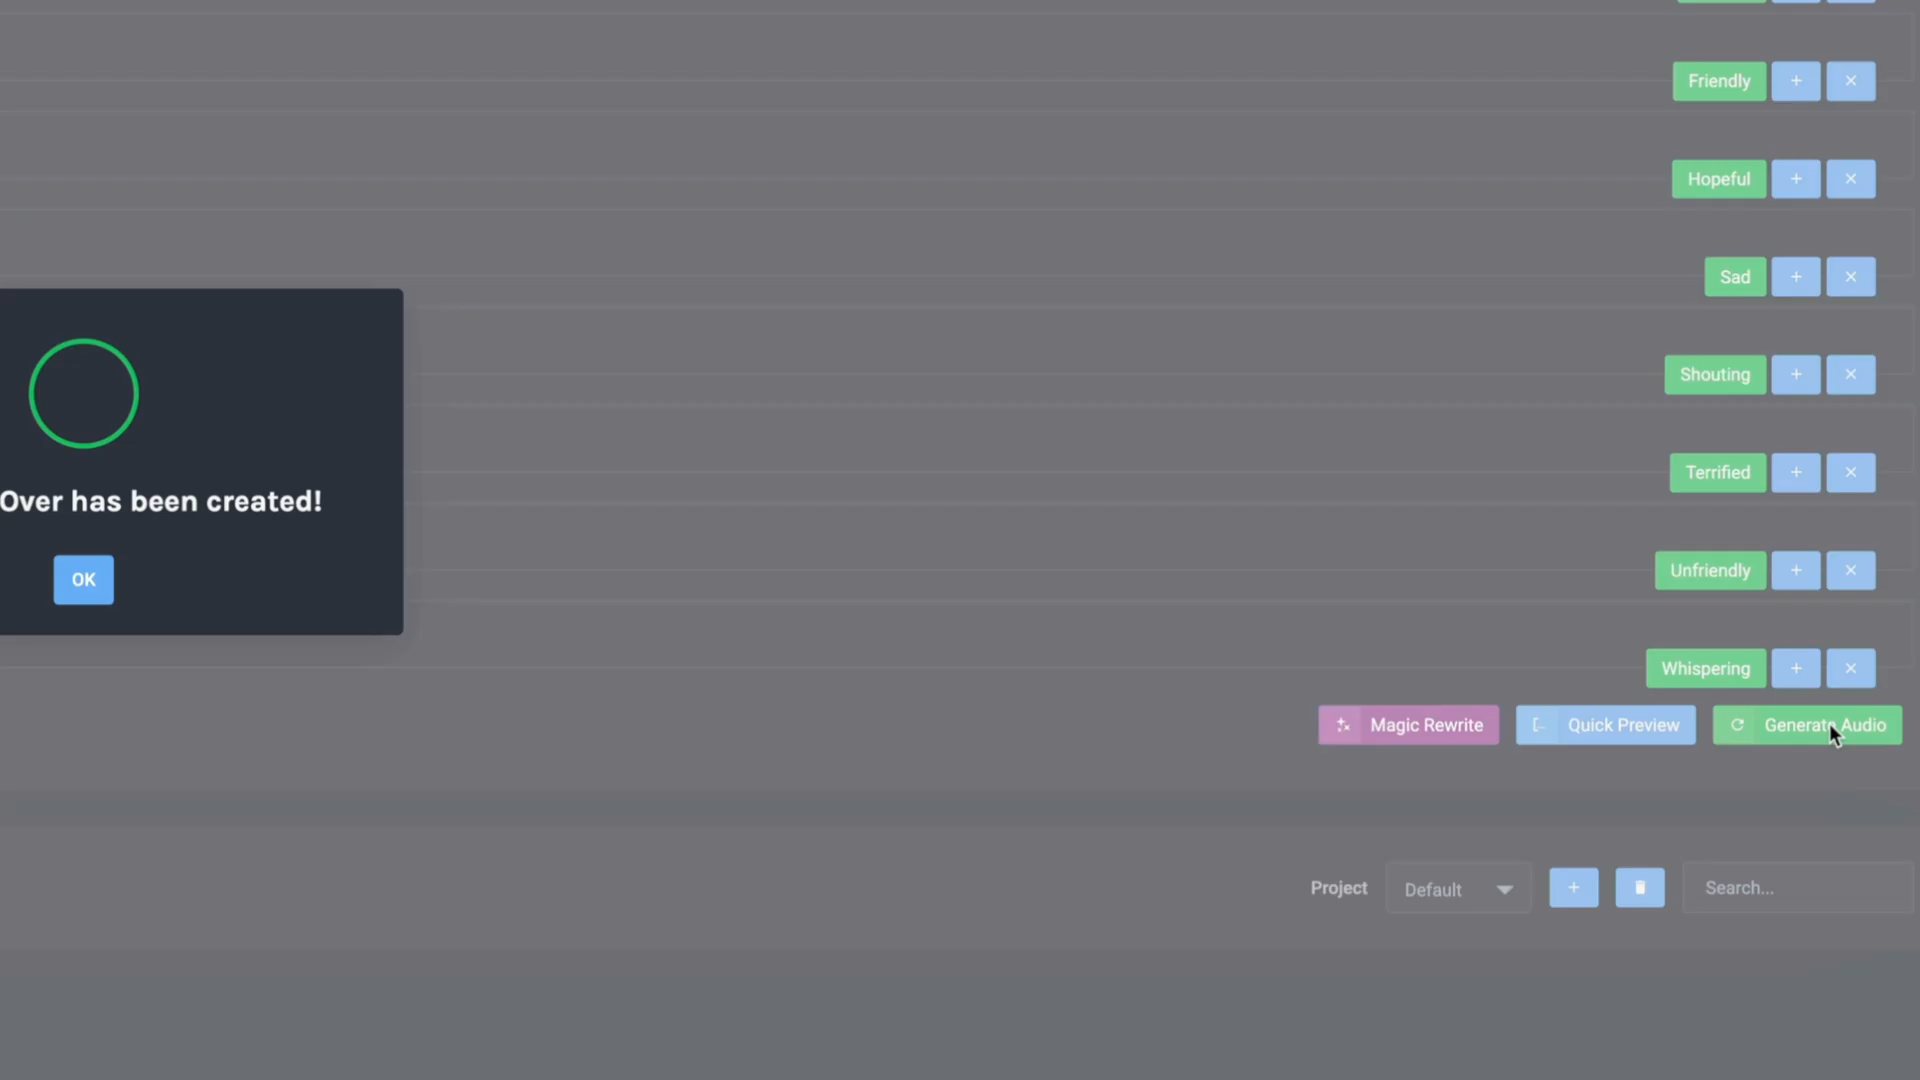 Friendly + ×
Hopeful + ×
Sad + ×
Shouting + ×
Terrified + ×
Unfriendly + ×
Whispering + ×
Over has been created!
OK
Magic Rewrite Quick Preview Generate Audio
Project Default + Search...